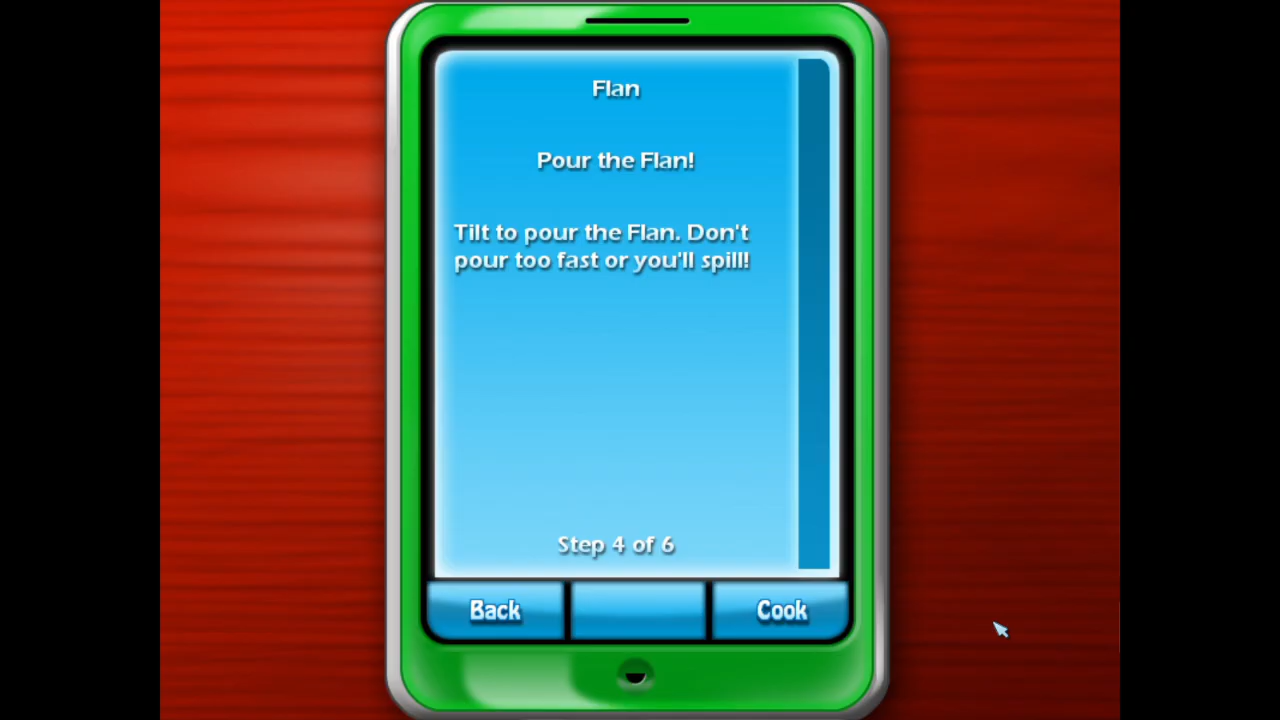 Flan
Pour the Flan!
Tilt to pour the Flan. Don't
pour too fast or you'll spill!
Step 4 of 6
Back
Cook